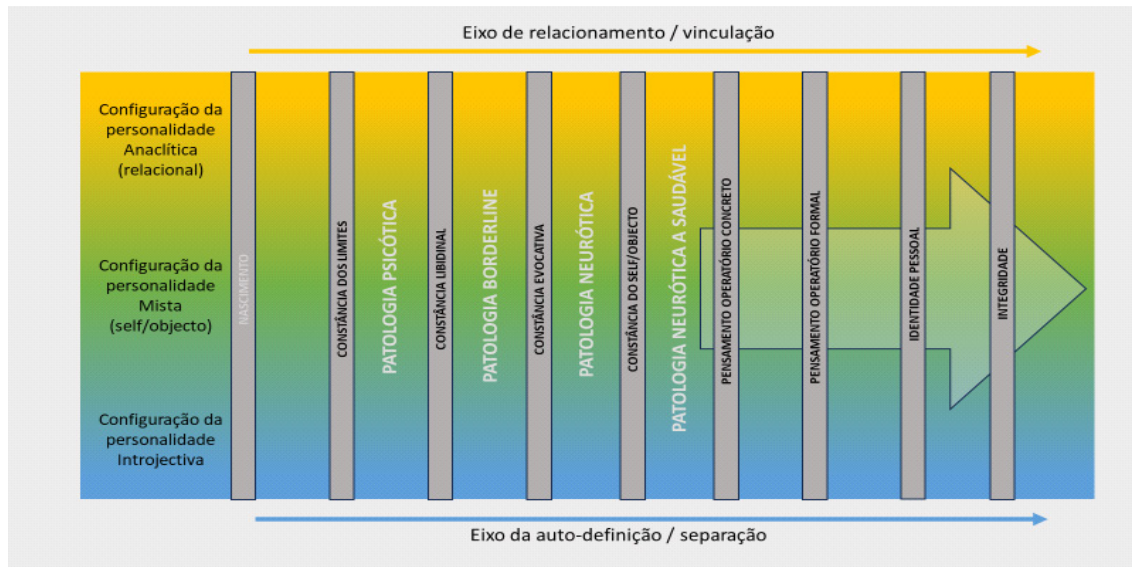 Eixo de relacionamento / vinculação
Configuração da
personalidade
Anaclítica
(relacional)
Configuração da
personalidade
Mista
(self/objecto)
Configuração da
personalidade
Introjectiva
NASCIMENTO
CONSTÂNCIA DOS LIMITES
PATOLOGIA PSICÓTICA
CONSTÂNCIA LIBIDINAL
PATOLOGIA BORDERLINE
CONSTÂNCIA EVOCATIVA
PATOLOGIA NEURÓTICA
CONSTÂNCIA DO SELF/OBJECTO
PATOLOGIA NEURÓTICA A SAUDÁVEL
PENSAMENTO OPERATÓRIO CONCRETO
PENSAMENTO OPERATÓRIO FORMAL
IDENTIDADE PESSOAL
INTEGRIDADE
Eixo da auto-definição / separação